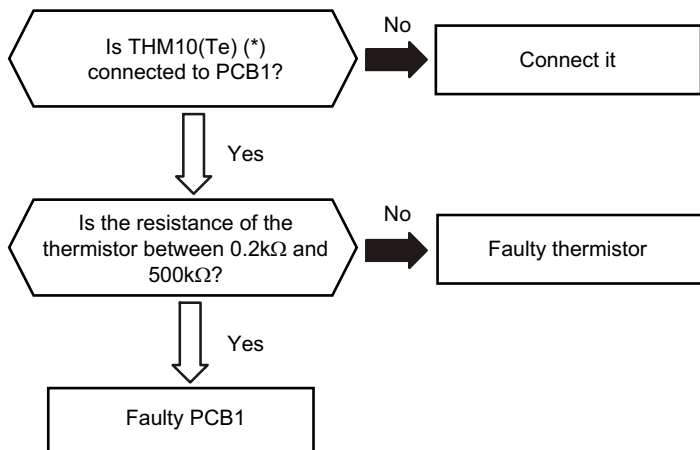 Is THM10(Te) (*)
connected to PCB1?
No
Connect it
Yes
Is the resistance of the
thermistor between 0.2kΩ and
500kΩ?
No
Faulty thermistor
Yes
Faulty PCB1